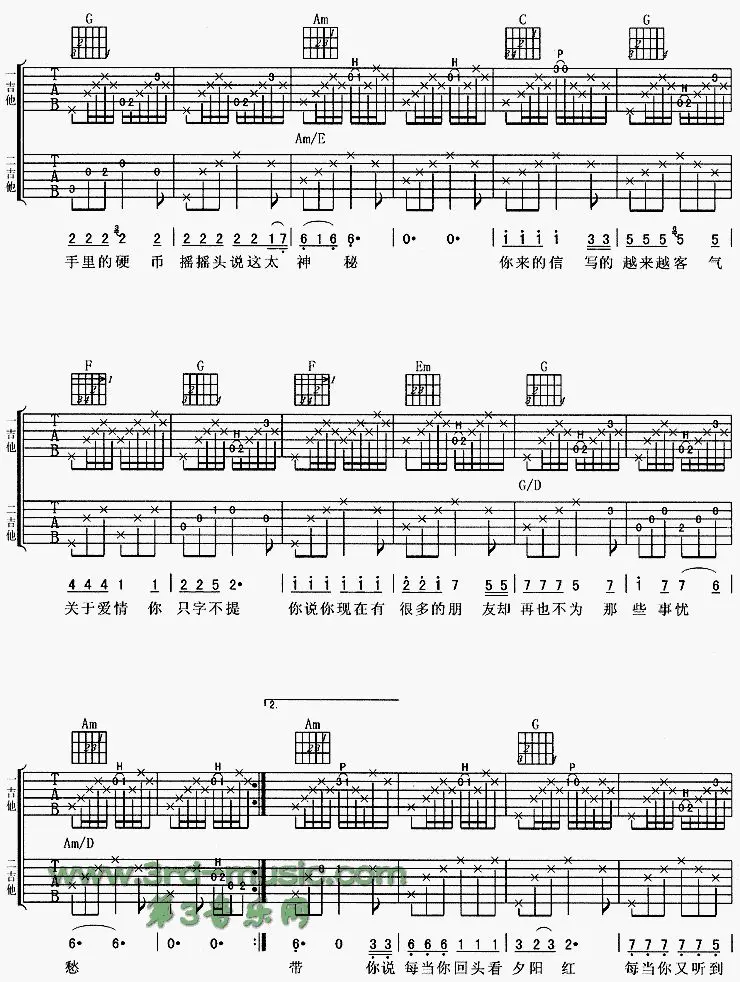 G Am C G
H H P H
一吉他 T A B
Am/E
二吉他 T A B
2 2 2 2 2 | 2 2 2 2 2 1 7 | 6 1 6 6· | 0· 0· | i i i i 3 3 | 5 5 5 5 5 |
手里的硬 币 摇摇头说这太 神 秘 你来的信 写的 越来越客 气
F G F Em G
H H H H
一吉他 T A B
G/D
二吉他 T A B
4 4 4 1 1 | 2 2 5 2· | i i i i i i | 2 2 1 7 5 5 | 7 7 7 5 7 | i 7 7 6 |
关于爱情 你 只字不提 你说你现在有 很多的朋 友却 再也不为 那 些事忧
2.
Am Am G
H H P H P H
一吉他 T A B
Am/D
二吉他 T A B
www.3rd-music.com
第3音乐网
6· 6· | 0· 0· :| 6· 0 3 3 | 6 6 6 1 1 1 | 3 2 3 2· | 7 7 7 7 7 5 |
愁 带 你说 每当你回头看 夕阳 红 每当你又听到